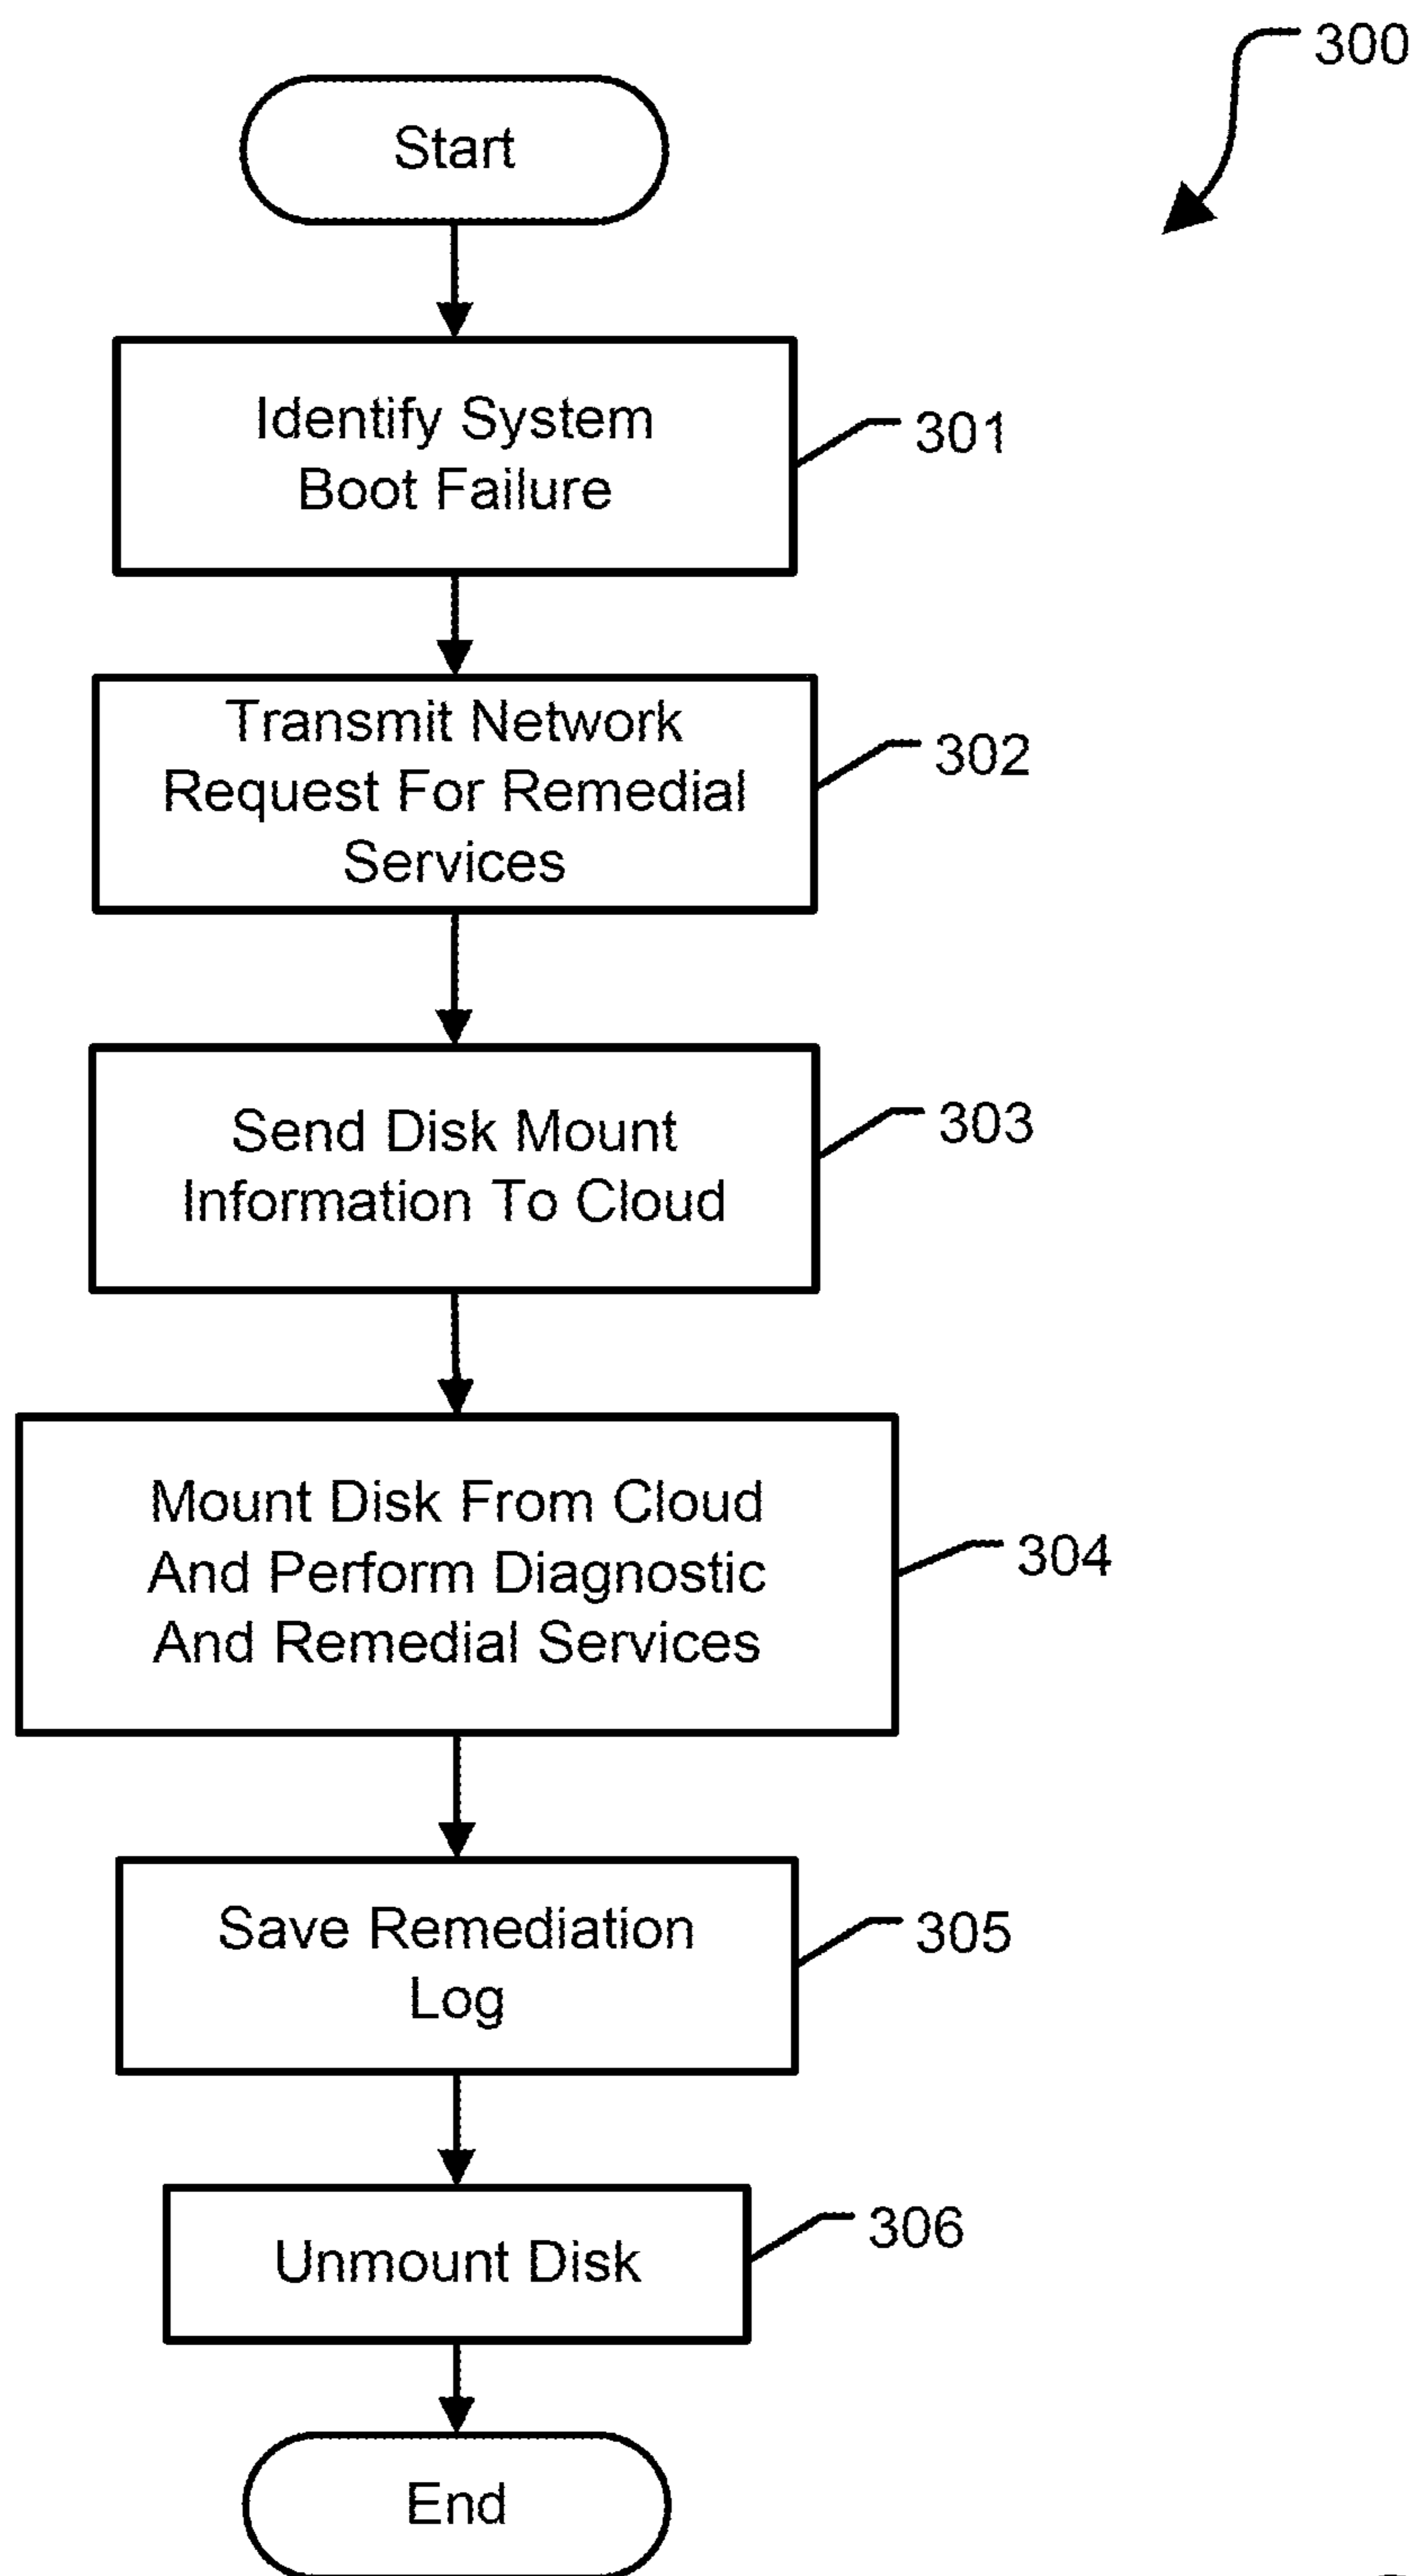 300
Start
Identify System
Boot Failure
301
Transmit Network
Request For Remedial
Services
302
Send Disk Mount
Information To Cloud
303
Mount Disk From Cloud
And Perform Diagnostic
And Remedial Services
304
Save Remediation
Log
305
Unmount Disk
306
End